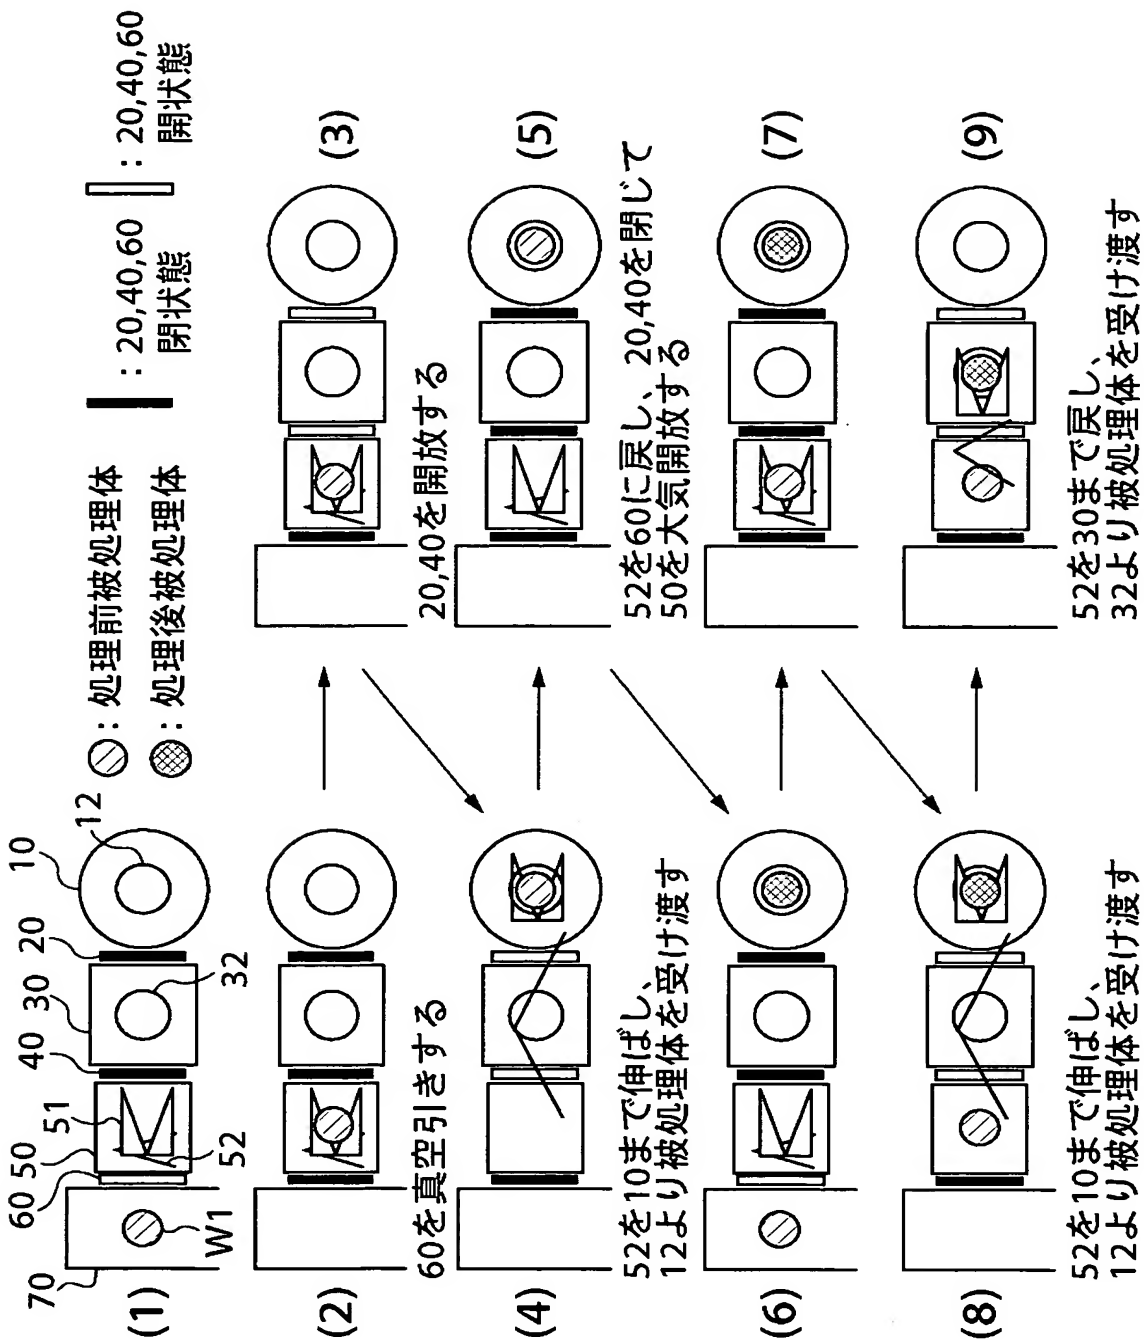 : 処理前被処理体
: 処理後被処理体
: 20,40,60
閉状態
: 20,40,60
開状態
(1)
70
60
50
51
52
40
30
32
20
10
12
W1
(2)
60を真空引きする
(3)
20,40を開放する
(4)
52を10まで伸ばし、
12より被処理体を受け渡す
(5)
52を60に戻し、20,40を閉じて
50を大気開放する
(6)
(7)
(8)
52を10まで伸ばし、
12より被処理体を受け渡す
(9)
52を30まで戻し、
32より被処理体を受け渡す